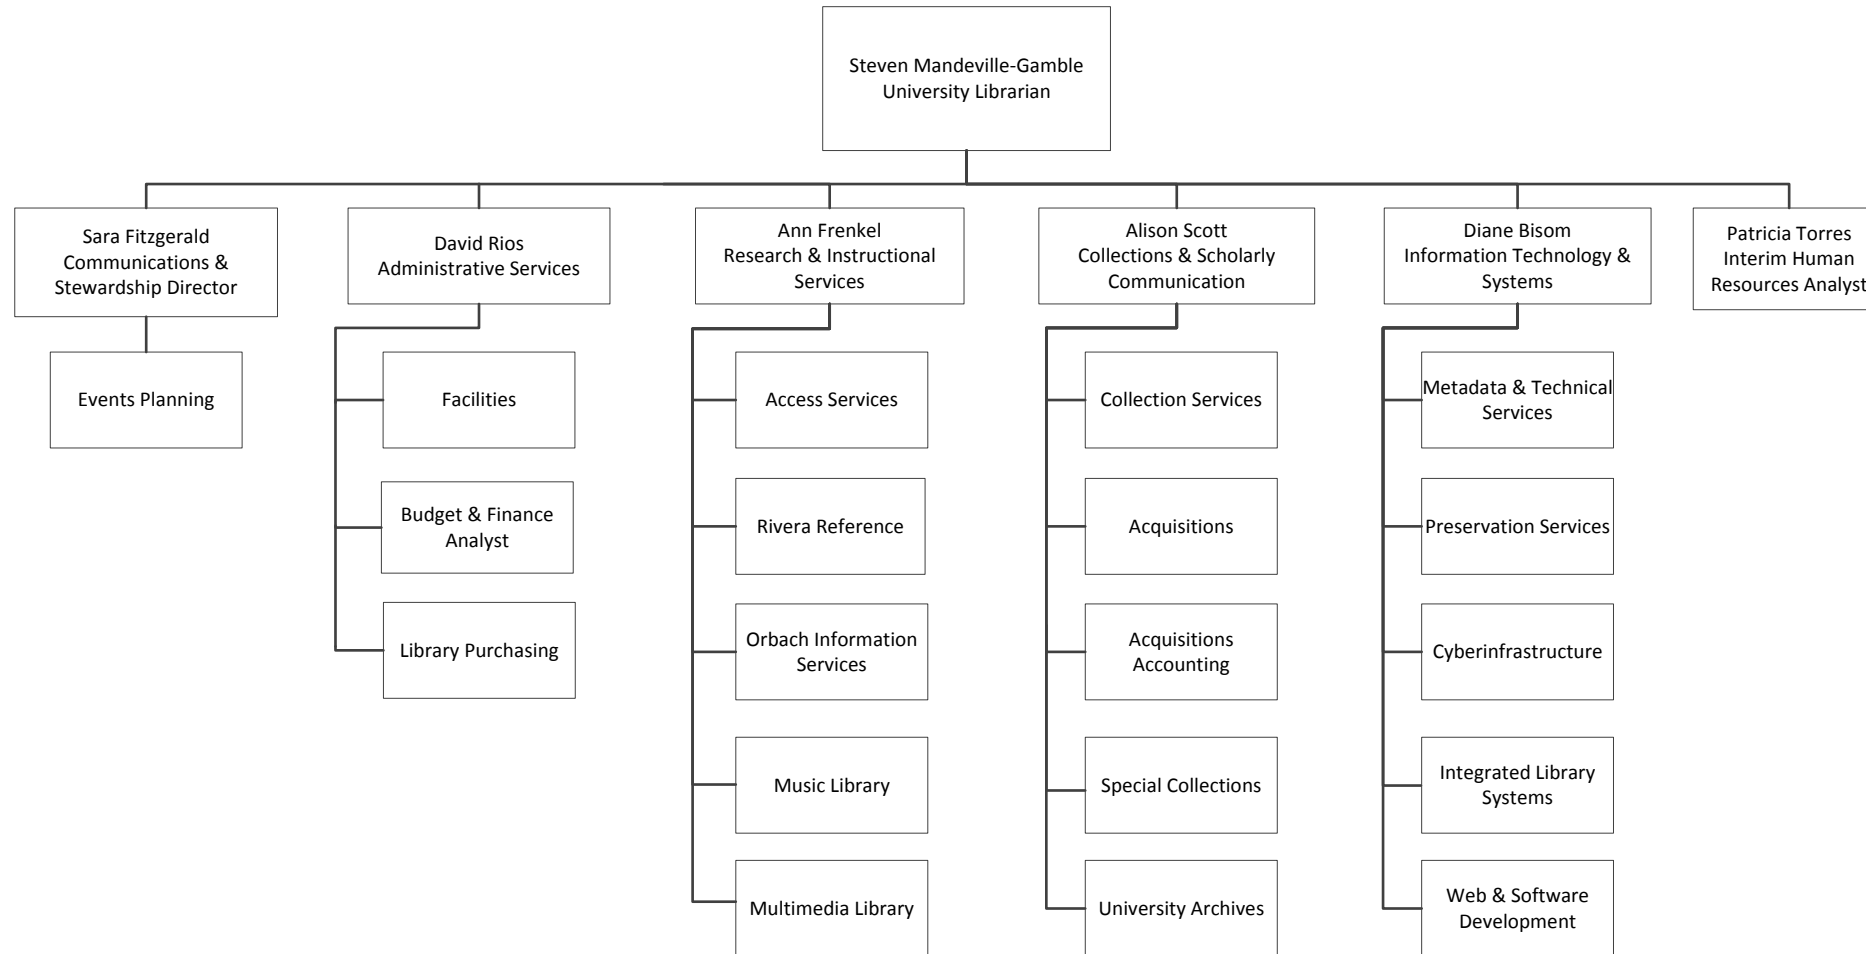 Steven Mandeville-Gamble
University Librarian
Sara Fitzgerald
Communications &
Stewardship Director
David Rios
Administrative Services
Ann Frenkel
Research & Instructional
Services
Alison Scott
Collections & Scholarly
Communication
Diane Bisom
Information Technology &
Systems
Patricia Torres
Interim Human
Resources Analyst
Events Planning
Facilities
Budget & Finance
Analyst
Library Purchasing
Access Services
Rivera Reference
Orbach Information
Services
Music Library
Multimedia Library
Collection Services
Acquisitions
Acquisitions
Accounting
Special Collections
University Archives
Metadata & Technical
Services
Preservation Services
Cyberinfrastructure
Integrated Library
Systems
Web & Software
Development